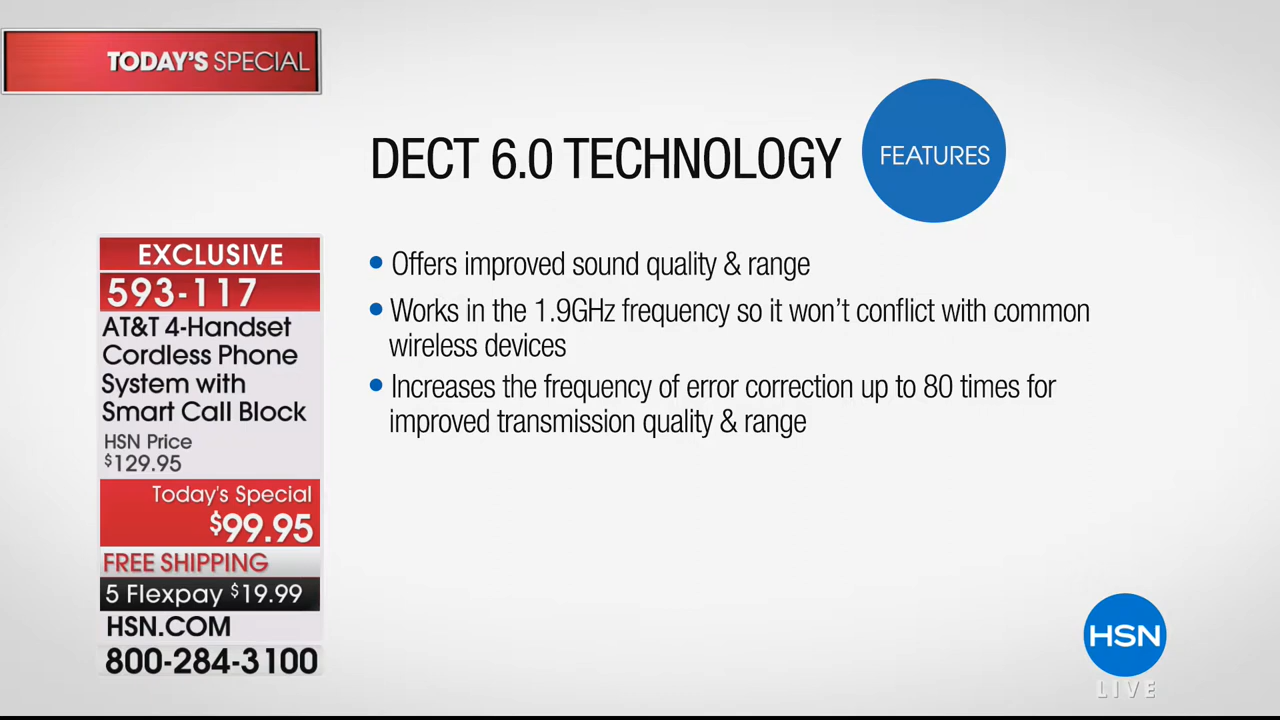 TODAY'S SPECIAL
DECT 6.0 TECHNOLOGY
FEATURES
• Offers improved sound quality & range
• Works in the 1.9GHz frequency so it won't conflict with common
wireless devices
• Increases the frequency of error correction up to 80 times for
improved transmission quality & range
EXCLUSIVE
593-117
AT&T 4-Handset
Cordless Phone
System with
Smart Call Block
HSN Price
$129.95
Today's Special
$99.95
FREE SHIPPING
5 Flexpay $19.99
HSN.COM
800-284-3100
HSN
LIVE